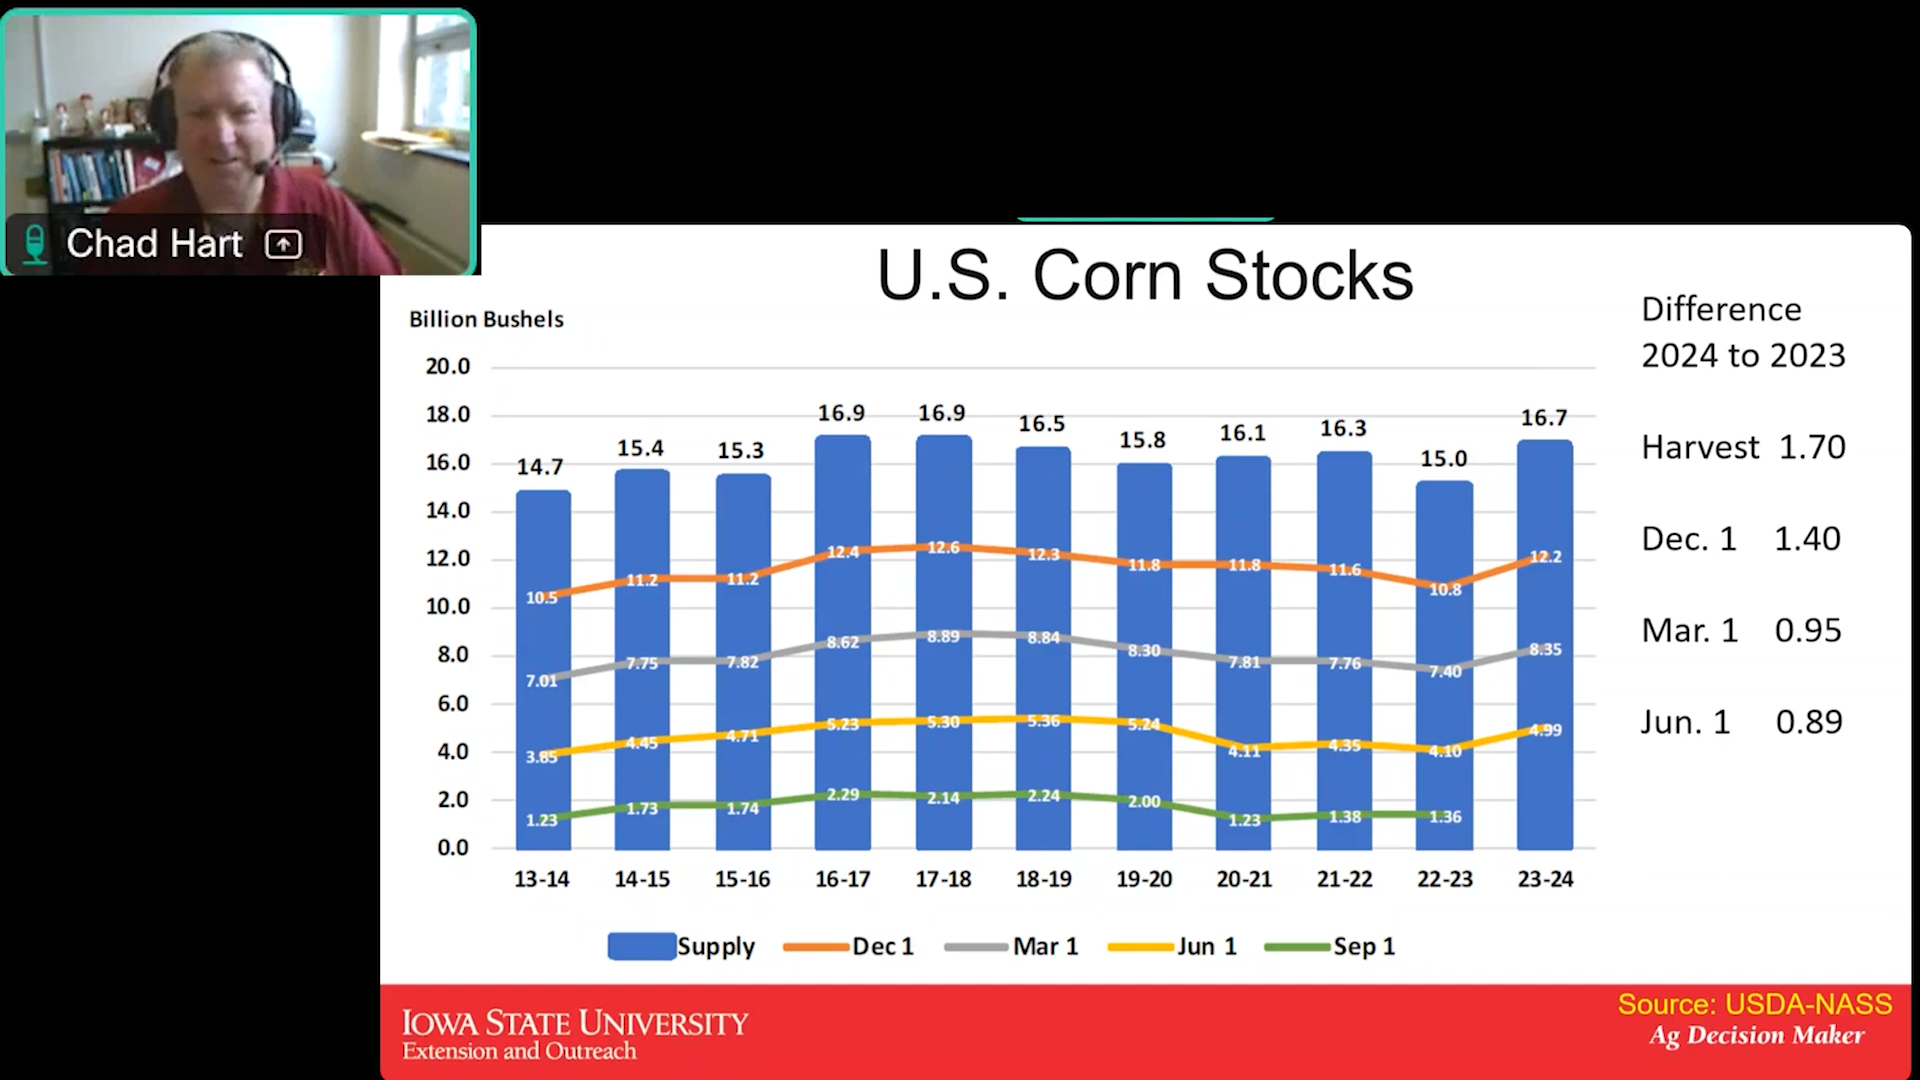 Chad Hart
U.S. Corn Stocks
Billion Bushels
20.0
18.0
16.0
14.0
12.0
10.0
8.0
6.0
4.0
2.0
0.0
14.7 15.4 15.3 16.9 16.9 16.5 15.8 16.1 16.3 15.0 16.7
10.5 11.2 11.2 12.4 12.6 12.3 11.8 11.8 11.6 10.8 12.2
7.01 7.75 7.82 8.62 8.89 8.84 8.30 7.81 7.76 7.40 8.35
3.85 4.45 4.71 5.23 5.30 5.36 5.24 4.11 4.35 4.10 4.99
1.23 1.73 1.74 2.29 2.14 2.24 2.00 1.23 1.38 1.36
13-14 14-15 15-16 16-17 17-18 18-19 19-20 20-21 21-22 22-23 23-24
Supply Dec 1 Mar 1 Jun 1 Sep 1
Difference
2024 to 2023
Harvest 1.70
Dec. 1 1.40
Mar. 1 0.95
Jun. 1 0.89
IOWA STATE UNIVERSITY
Extension and Outreach
Source: USDA-NASS
Ag Decision Maker